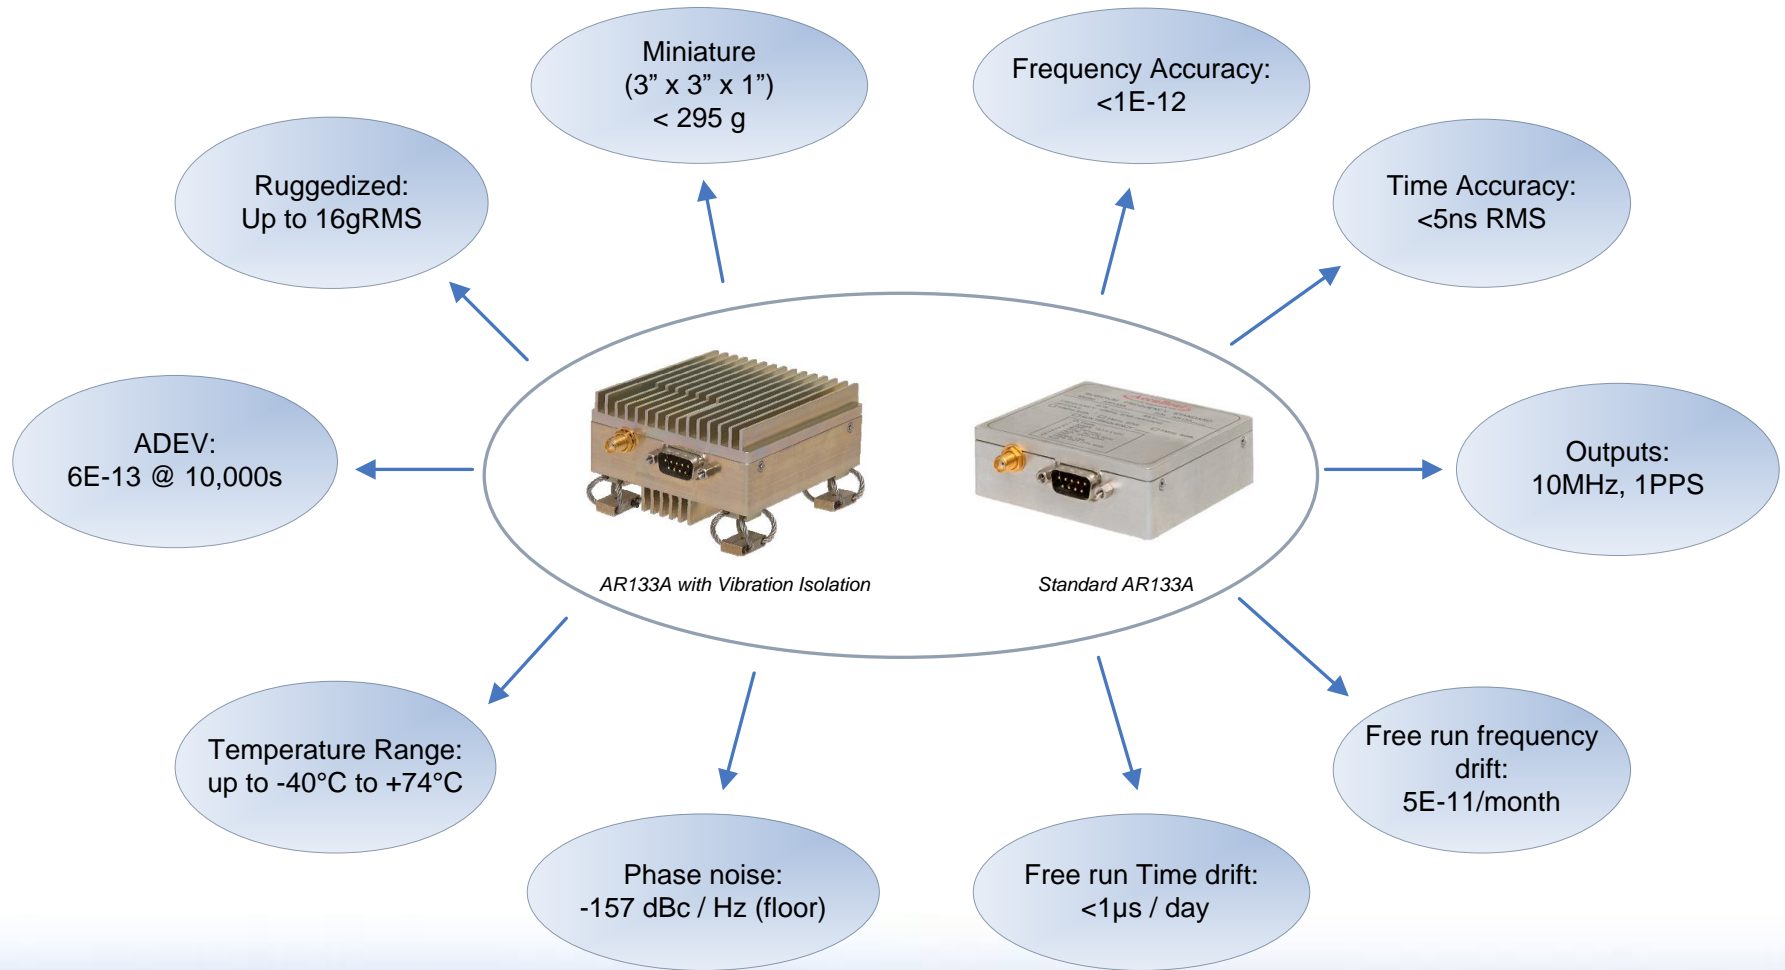 Miniature
(3” x 3” x 1”)
< 295 g
Frequency Accuracy:
<1E-12
Ruggedized:
Up to 16gRMS
Time Accuracy:
<5ns RMS
ADEV:
6E-13 @ 10,000s
Outputs:
10MHz, 1PPS
AR133A with Vibration Isolation
Standard AR133A
Temperature Range:
up to -40°C to +74°C
Free run frequency
drift:
5E-11/month
Phase noise:
-157 dBc / Hz (floor)
Free run Time drift:
<1µs / day